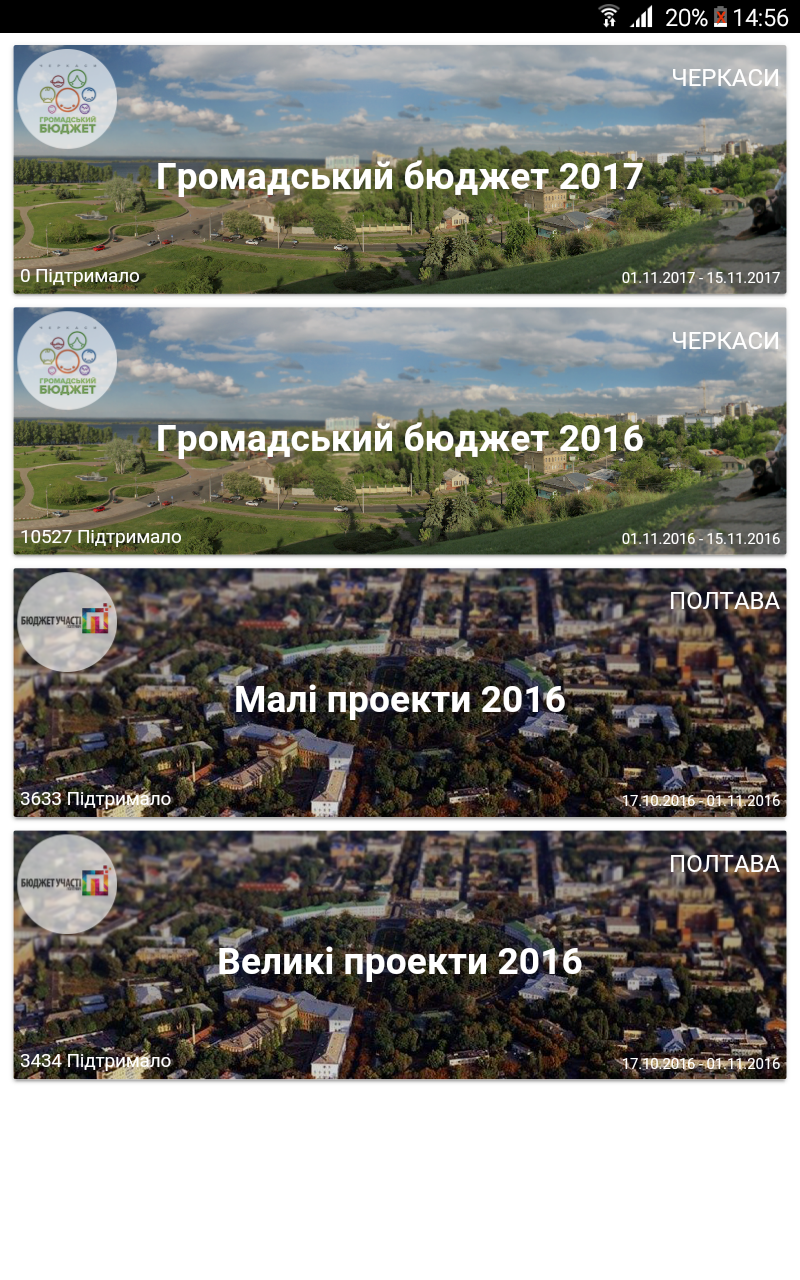 20% 14:56
ЧЕРКАСИ
ГРОМАДСЬКИЙ
БЮДЖЕТ
ЧЕРКАСИ
Громадський бюджет 2017
0 Підтримало
01.11.2017 - 15.11.2017
ЧЕРКАСИ
ГРОМАДСЬКИЙ
БЮДЖЕТ
ЧЕРКАСИ
Громадський бюджет 2016
10527 Підтримало
01.11.2016 - 15.11.2016
БЮДЖЕТ УЧАСТІ
ПОЛТАВА
Малі проекти 2016
3633 Підтримало
17.10.2016 - 01.11.2016
БЮДЖЕТ УЧАСТІ
ПОЛТАВА
Великі проекти 2016
3434 Підтримало
17.10.2016 - 01.11.2016